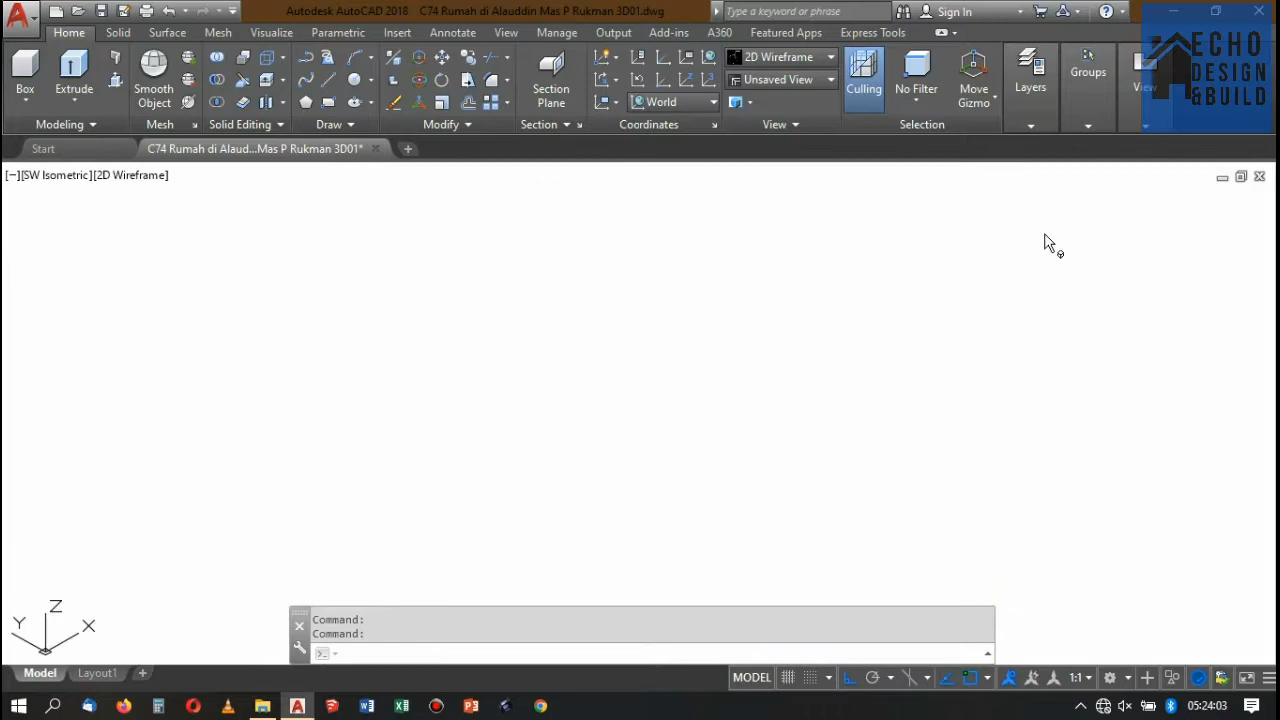 Autodesk AutoCAD 2018 C74 Rumah di Alauddin Mas P Rukman 3D01.dwg
Type a keyword or phrase
Sign In
Home Solid Surface Mesh Visualize Parametric Insert Annotate View Manage Output Add-ins A360 Featured Apps Express Tools
ECHO
DESIGN
&BUILD
2D Wireframe
Unsaved View
World
Box
Extrude
Smooth
Object
Section
Plane
Culling
No Filter
Move
Gizmo
Layers
Groups
View
Modeling Mesh Solid Editing Draw Modify Section Coordinates View Selection
Start
C74 Rumah di Alaud...Mas P Rukman 3D01*
[–][SW Isometric][2D Wireframe]
Z
Y
X
Command:
Command:
Model Layout1
MODEL
1:1
05:24:03